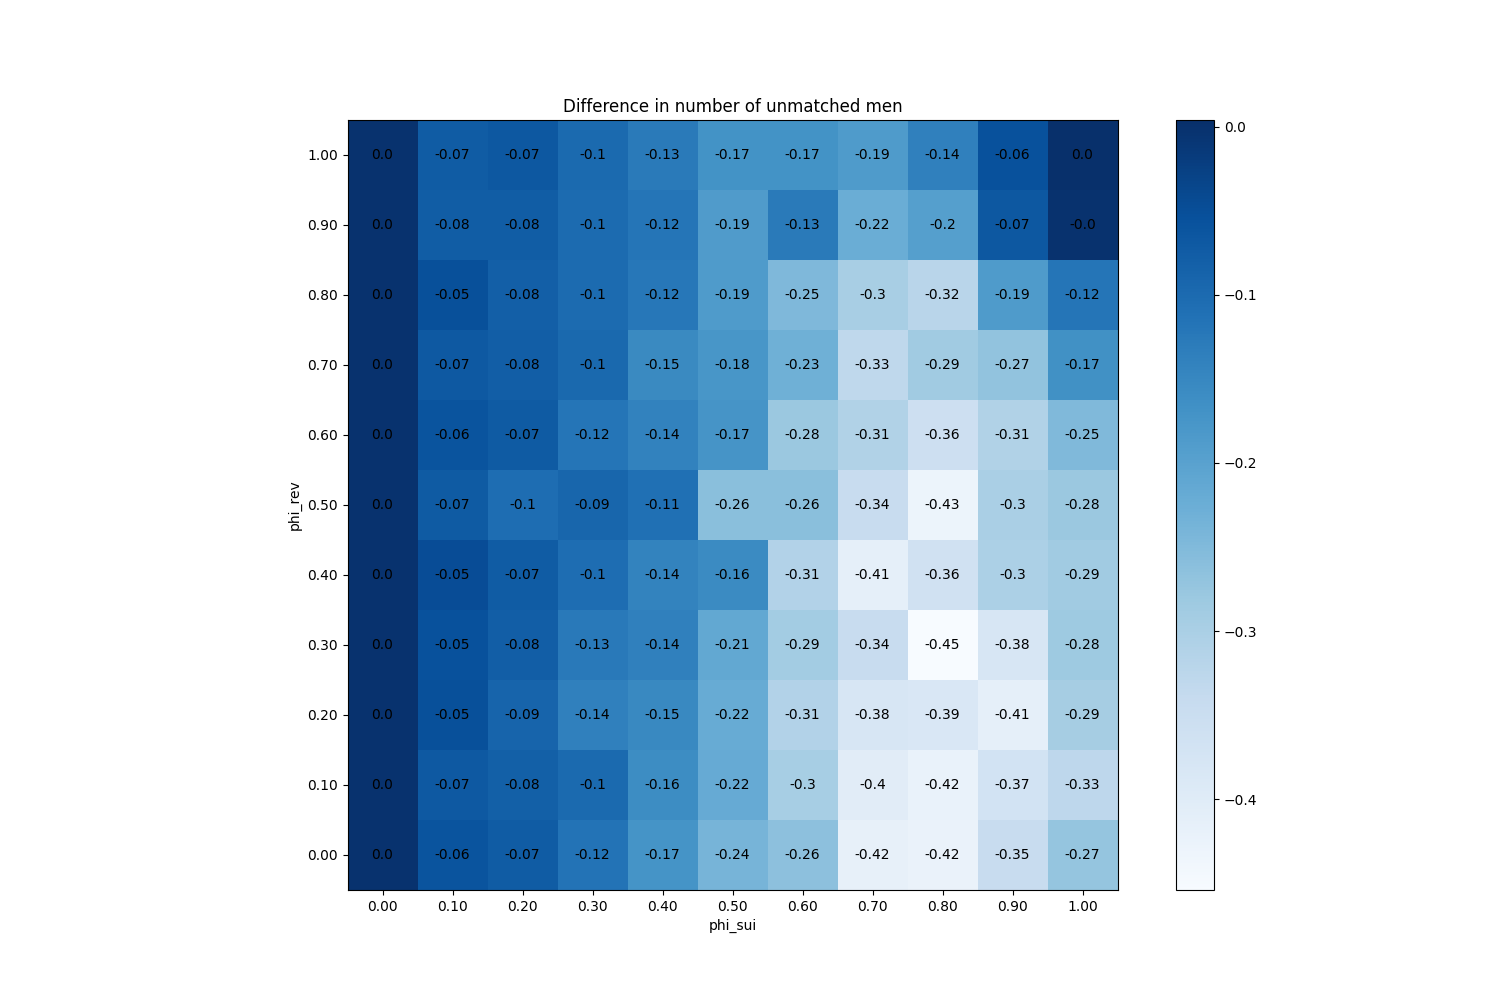 Difference in number of unmatched men
1.00 0.0 -0.07 -0.07 -0.1 -0.13 -0.17 -0.17 -0.19 -0.14 -0.06 0.0
0.90 0.0 -0.08 -0.08 -0.1 -0.12 -0.19 -0.13 -0.22 -0.2 -0.07 -0.0
0.80 0.0 -0.05 -0.08 -0.1 -0.12 -0.19 -0.25 -0.3 -0.32 -0.19 -0.12
0.70 0.0 -0.07 -0.08 -0.1 -0.15 -0.18 -0.23 -0.33 -0.29 -0.27 -0.17
0.60 0.0 -0.06 -0.07 -0.12 -0.14 -0.17 -0.28 -0.31 -0.36 -0.31 -0.25
0.50 0.0 -0.07 -0.1 -0.09 -0.11 -0.26 -0.26 -0.34 -0.43 -0.3 -0.28
0.40 0.0 -0.05 -0.07 -0.1 -0.14 -0.16 -0.31 -0.41 -0.36 -0.3 -0.29
0.30 0.0 -0.05 -0.08 -0.13 -0.14 -0.21 -0.29 -0.34 -0.45 -0.38 -0.28
0.20 0.0 -0.05 -0.09 -0.14 -0.15 -0.22 -0.31 -0.38 -0.39 -0.41 -0.29
0.10 0.0 -0.07 -0.08 -0.1 -0.16 -0.22 -0.3 -0.4 -0.42 -0.37 -0.33
0.00 0.0 -0.06 -0.07 -0.12 -0.17 -0.24 -0.26 -0.42 -0.42 -0.35 -0.27
0.00 0.10 0.20 0.30 0.40 0.50 0.60 0.70 0.80 0.90 1.00
phi_sui
phi_rev
0.0
−0.1
−0.2
−0.3
−0.4